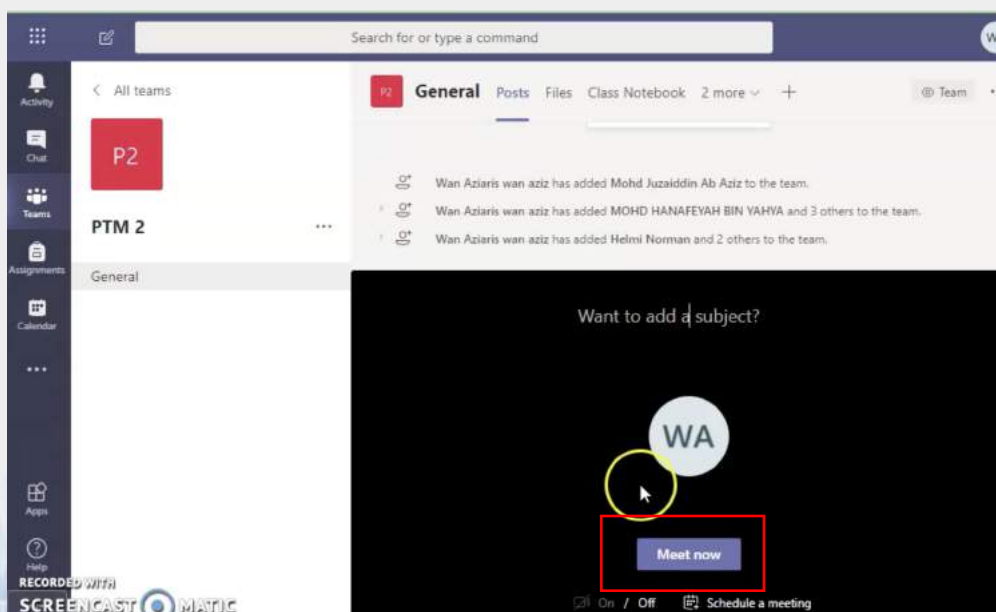 Search for or type a command
W
Activity
Chat
Teams
Assignments
Calendar
Apps
Help
< All teams
P2
PTM 2
...
General
P2 General Posts Files Class Notebook 2 more + Team
Wan Aziaris wan aziz has added Mohd Juzaiddin Ab Aziz to the team.
Wan Aziaris wan aziz has added MOHD HANAFEYAH BIN YAHYA and 3 others to the team.
Wan Aziaris wan aziz has added Helmi Norman and 2 others to the team.
Want to add a subject?
WA
Meet now
On / Off Schedule a meeting
RECORDED WITH
SCREENCAST MATIC